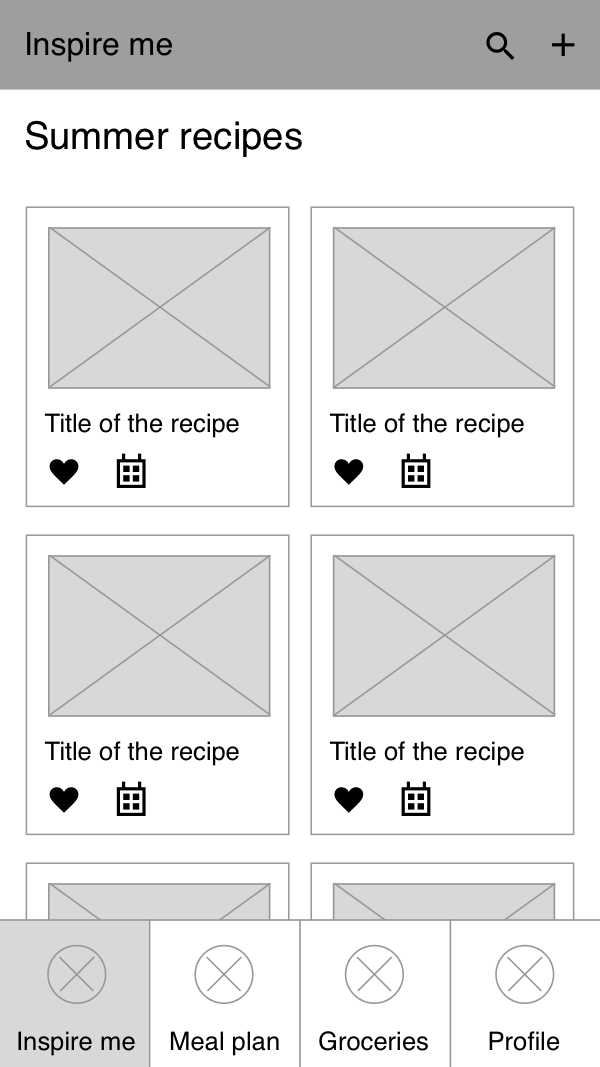 Inspire me
Summer recipes
Title of the recipe
Title of the recipe
Title of the recipe
Title of the recipe
Inspire me
Meal plan
Groceries
Profile